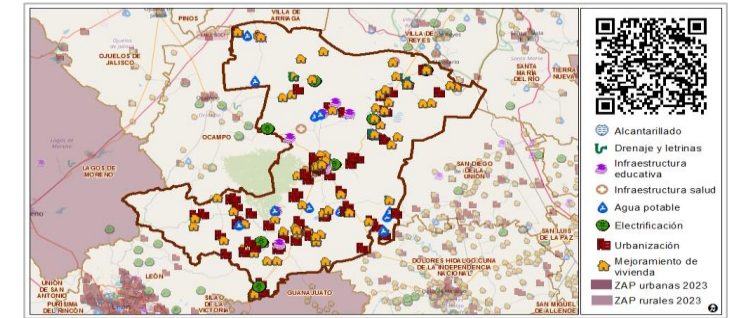 PINOS
VILLA DE
ARRIAGA
VILLA DE
REYES
OJUELOS DE
JALISCO
SANTA
MARÍA
DEL RÍO
TIERRA
NUEVA
OCAMPO
LAGOS DE
MORENO
SAN DIEGO
DE LA
UNIÓN
SAN LUIS
DE LA PAZ
DOLORES HIDALGO CUNA
DE LA INDEPENDENCIA
NACIONAL
LEÓN
UNIÓN
DE SAN
ANTONIO
PURÍSIMA
DEL RINCÓN
SILAO
DE LA
VICTORIA
GUANAJUATO
SAN MIGUEL
DE ALLENDE
Alcantarillado
Drenaje y letrinas
Infraestructura
educativa
Infraestructura salud
Agua potable
Electrificación
Urbanización
Mejoramiento de
vivienda
ZAP urbanas 2023
ZAP rurales 2023